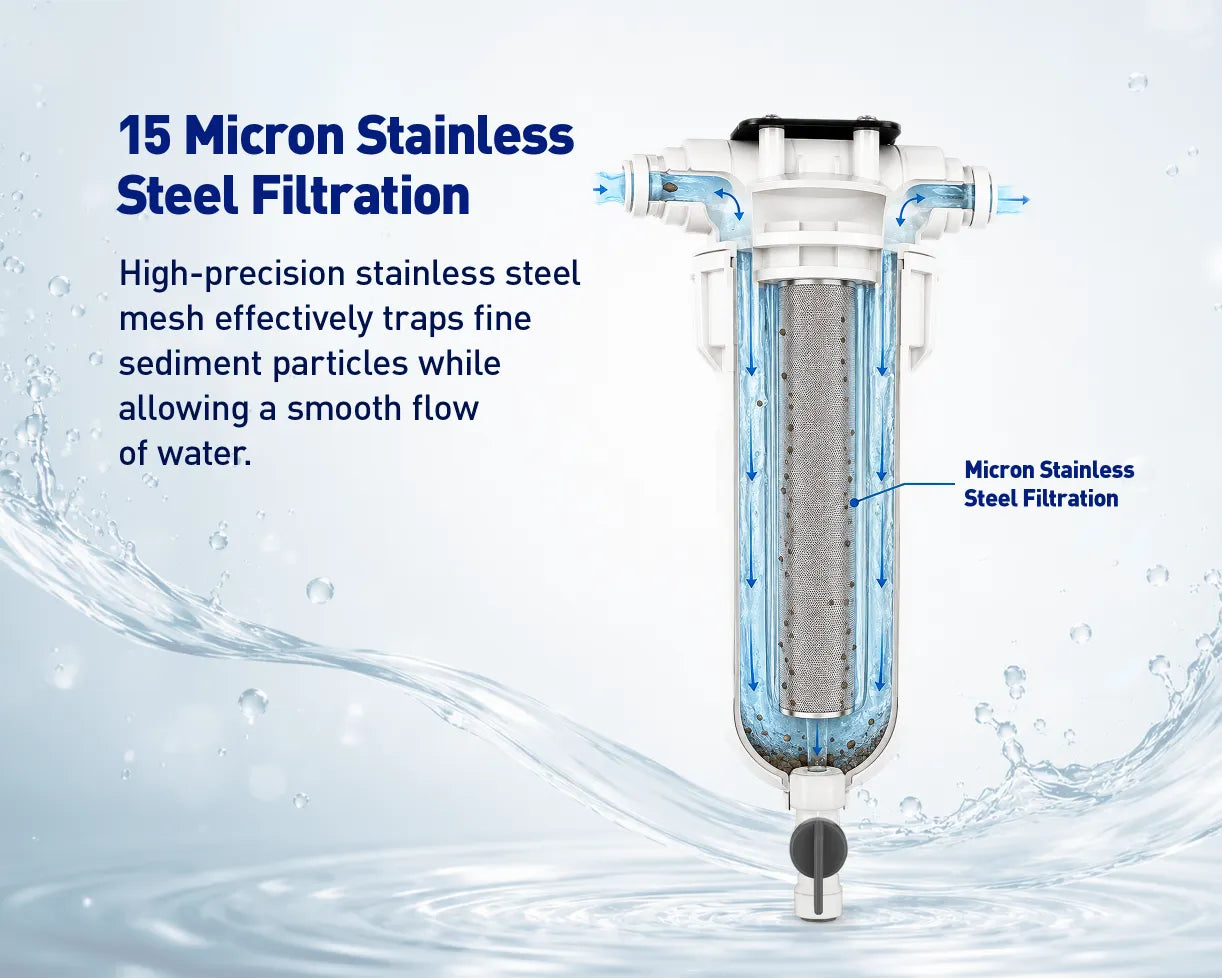 15 Micron Stainless
Steel Filtration
High-precision stainless steel
mesh effectively traps fine
sediment particles while
allowing a smooth flow
of water.
Micron Stainless
Steel Filtration